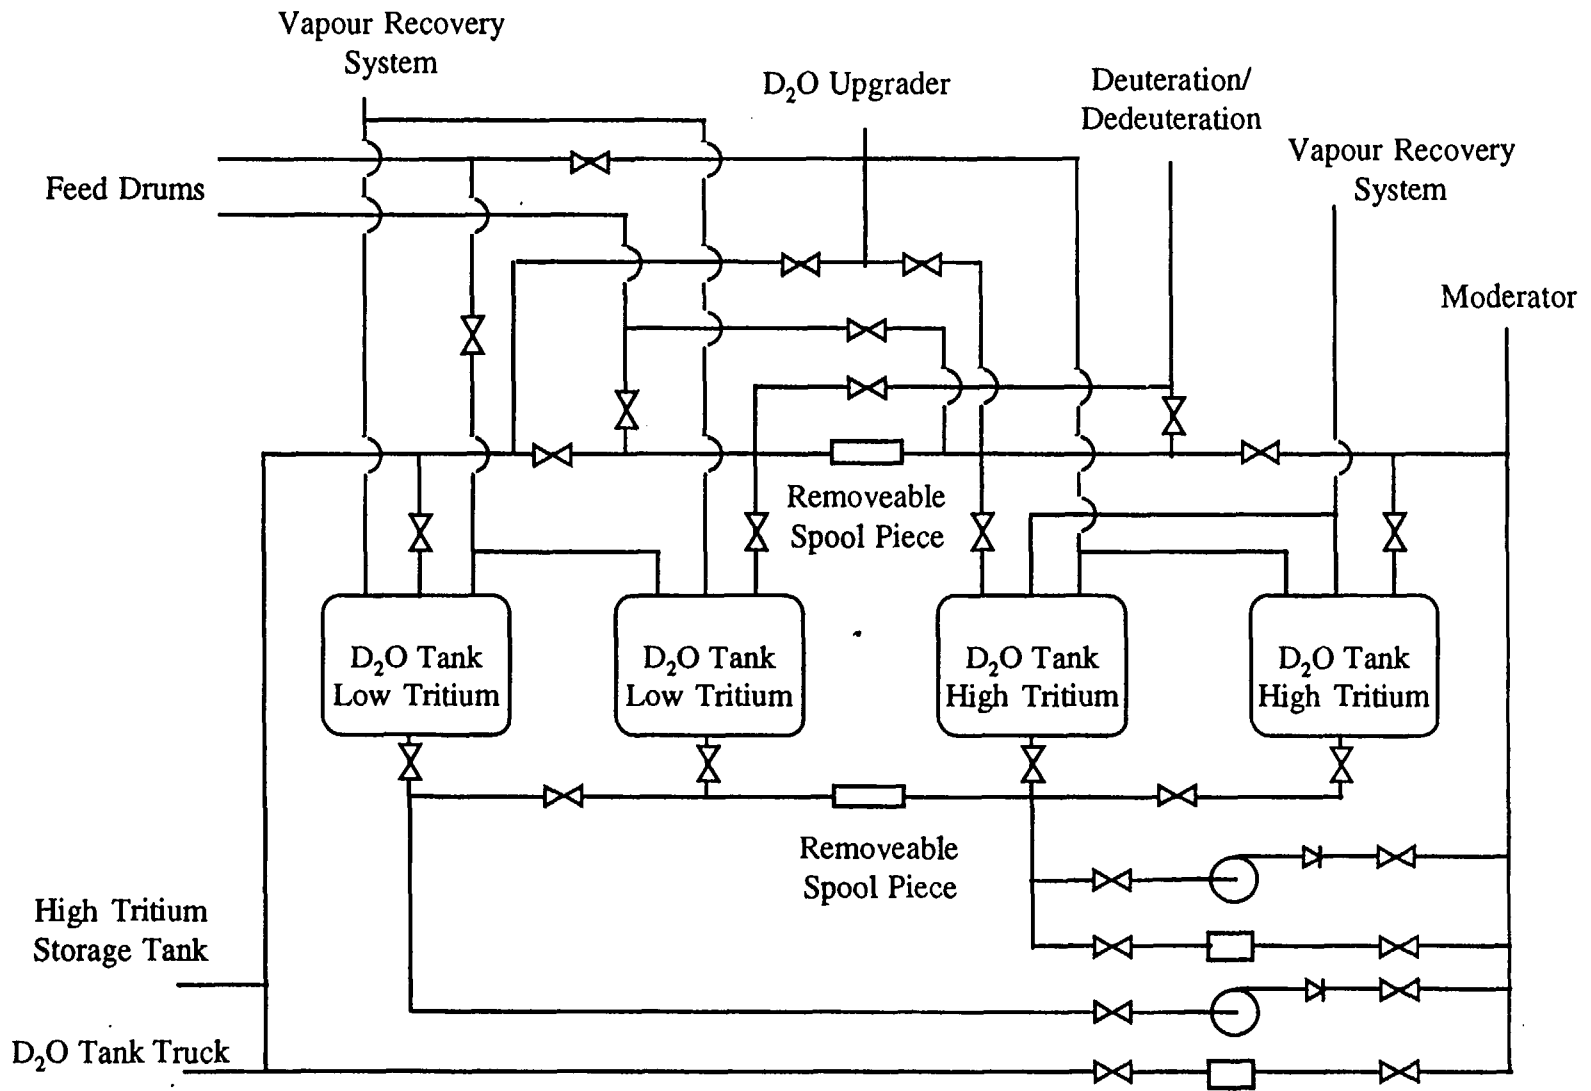 Vapour Recovery
System
D₂O Upgrader
Deuteration/
Dedeuteration
Vapour Recovery
System
Feed Drums
Moderator
Removeable
Spool Piece
D₂O Tank
Low Tritium
D₂O Tank
Low Tritium
D₂O Tank
High Tritium
D₂O Tank
High Tritium
Removeable
Spool Piece
High Tritium
Storage Tank
D₂O Tank Truck